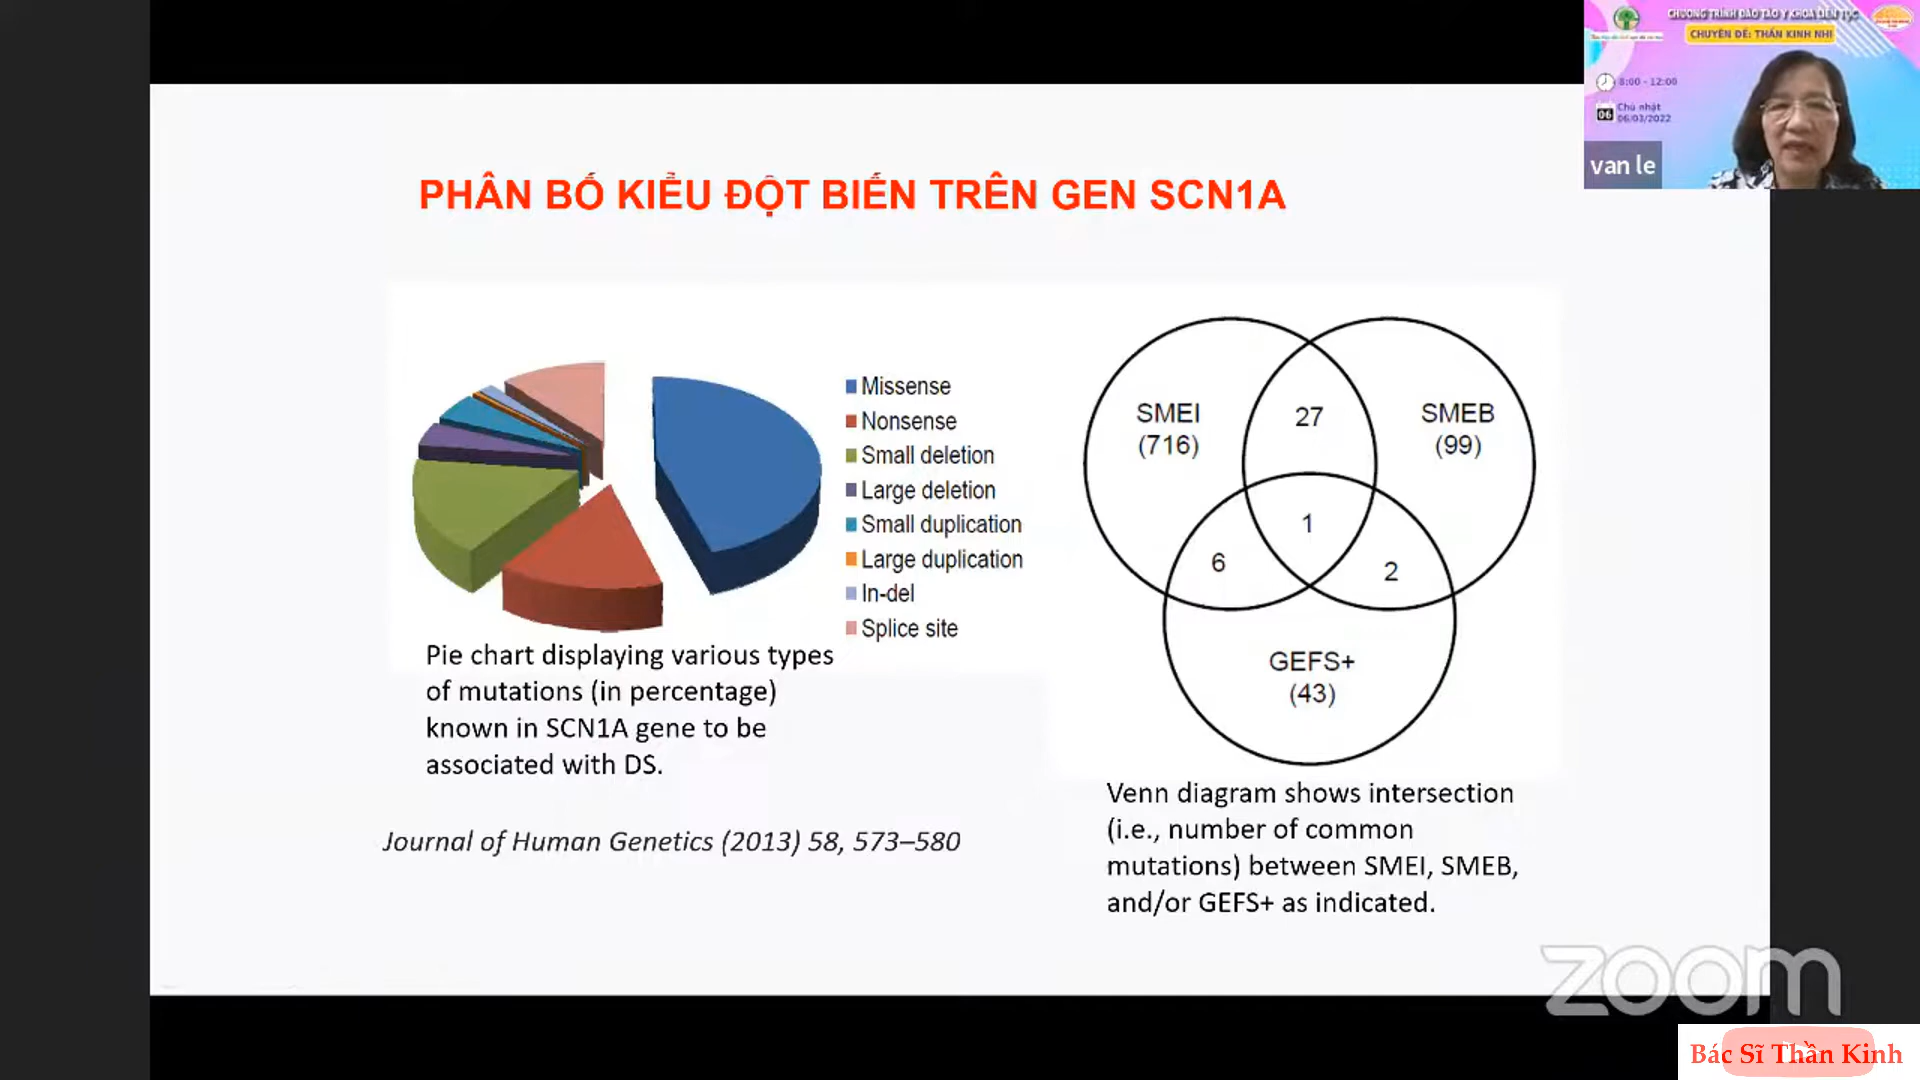 CHƯƠNG TRÌNH ĐÀO TẠO Y KHOA LIÊN TỤC
CHUYÊN ĐỀ: THẦN KINH NHI
8:00 - 12:00
06
Chủ nhật
06/03/2022
van le
PHÂN BỐ KIỂU ĐỘT BIẾN TRÊN GEN SCN1A
Missense
Nonsense
Small deletion
Large deletion
Small duplication
Large duplication
In-del
Splice site
Pie chart displaying various types
of mutations (in percentage)
known in SCN1A gene to be
associated with DS.
Journal of Human Genetics (2013) 58, 573–580
SMEI
(716)
27
SMEB
(99)
1
6
2
GEFS+
(43)
Venn diagram shows intersection
(i.e., number of common
mutations) between SMEI, SMEB,
and/or GEFS+ as indicated.
zoom
Bác Sĩ Thần Kinh